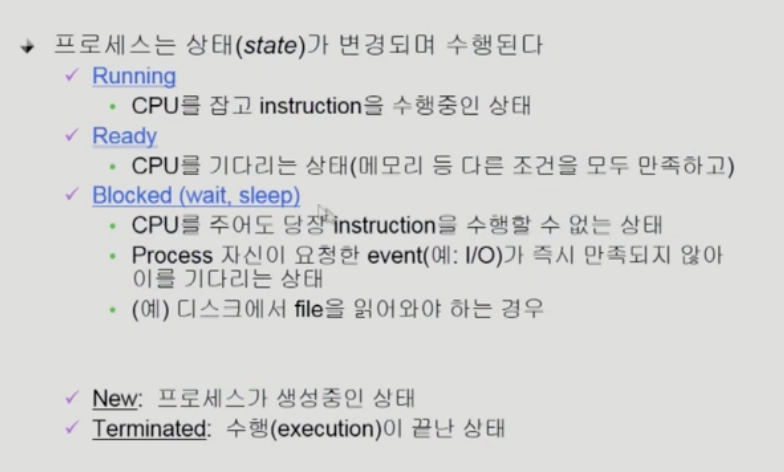 프로세스는 상태(state)가 변경되며 수행된다
Running
CPU를 잡고 instruction을 수행중인 상태
Ready
CPU를 기다리는 상태(메모리 등 다른 조건을 모두 만족하고)
Blocked (wait, sleep)
CPU를 주어도 당장 instruction을 수행할 수 없는 상태
Process 자신이 요청한 event(예: I/O)가 즉시 만족되지 않아
이를 기다리는 상태
(예) 디스크에서 file을 읽어와야 하는 경우
New: 프로세스가 생성중인 상태
Terminated: 수행(execution)이 끝난 상태